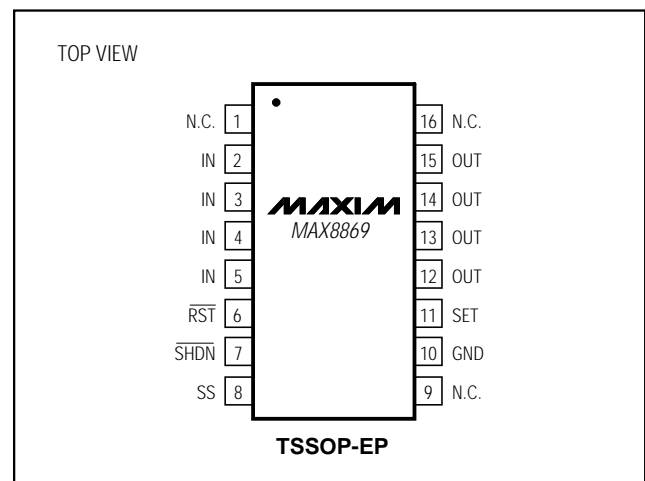 TOP VIEW
N.C. 1
IN 2
IN 3
IN 4
IN 5
RST 6
SHDN 7
SS 8
MAXIM
MAX8869
16 N.C.
15 OUT
14 OUT
13 OUT
12 OUT
11 SET
10 GND
9 N.C.
TSSOP-EP